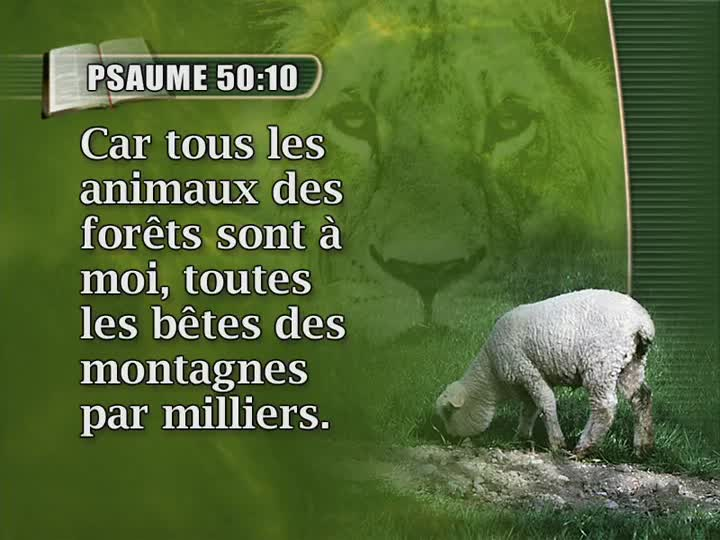 PSAUME 50:10
Car tous les
animaux des
forêts sont à
moi, toutes
les bêtes des
montagnes
par milliers.